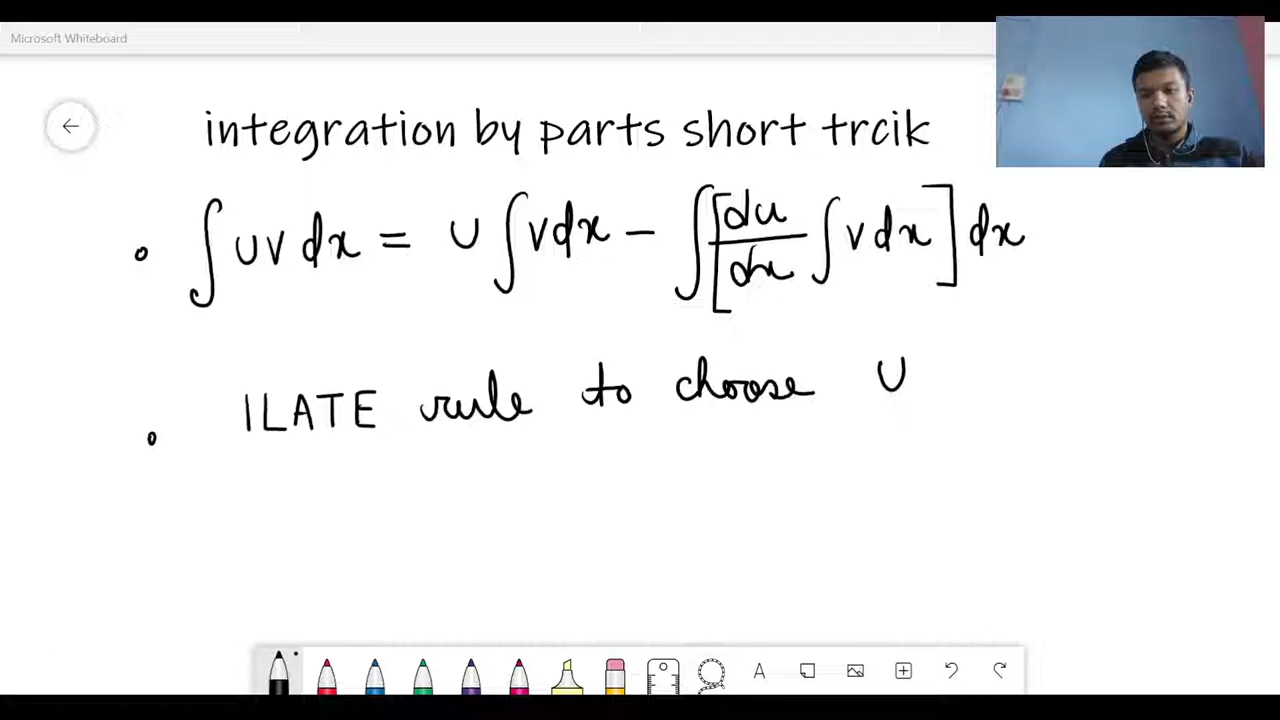 Microsoft Whiteboard
integration by parts short trcik
• ∫ uv dx = u ∫ v dx − ∫ [du/dx ∫ v dx] dx
• ILATE rule to choose U
A